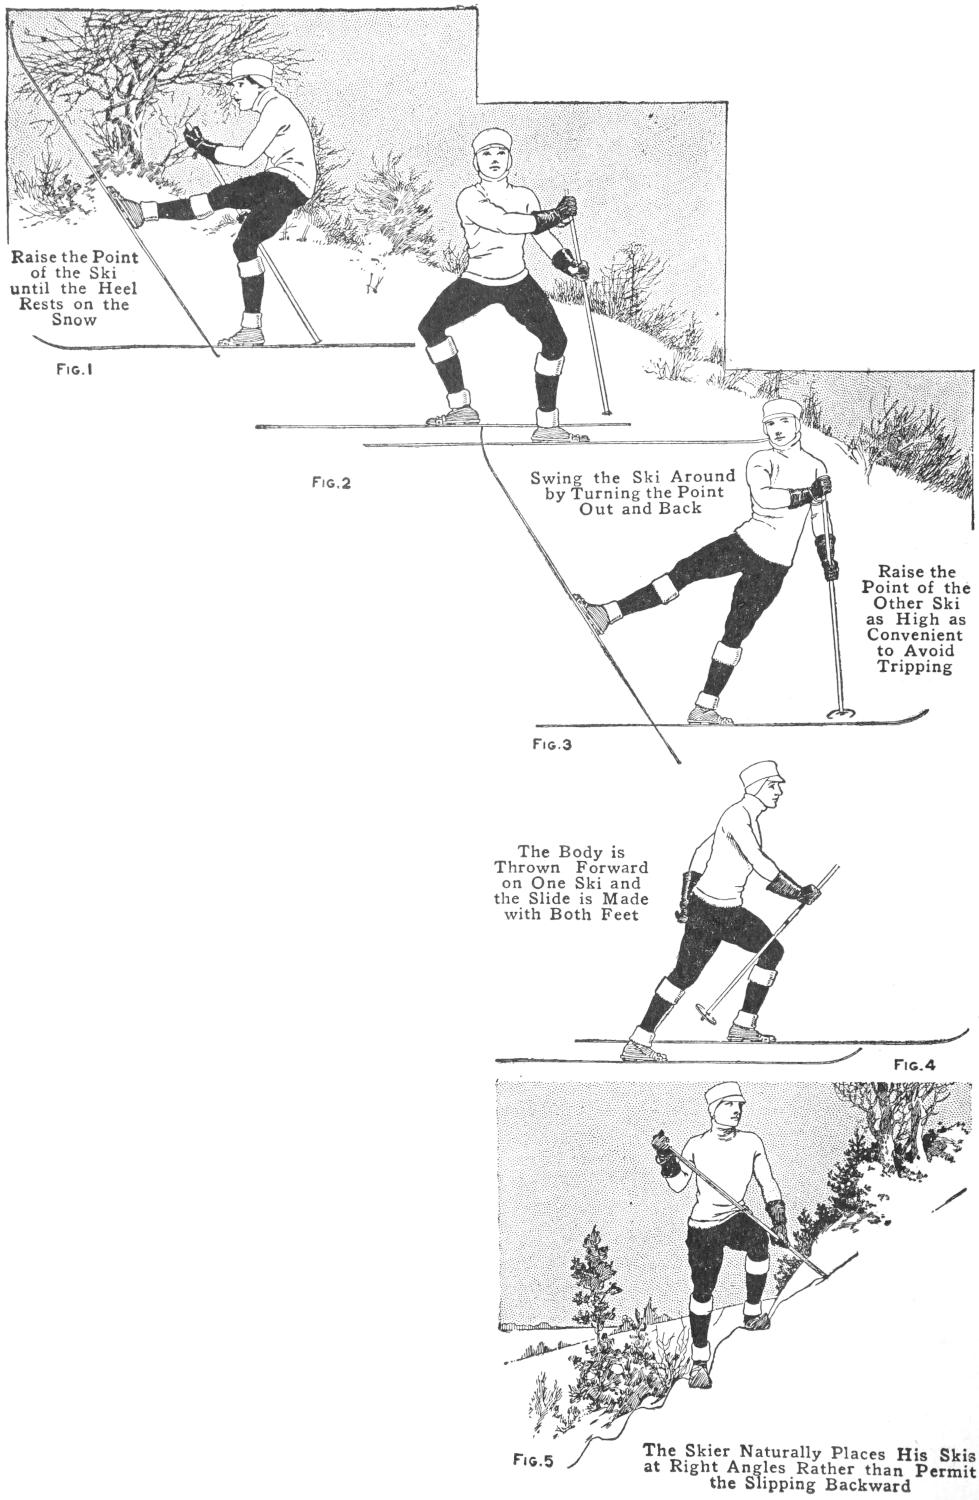 Raise the Point
of the Ski
until the Heel
Rests on the
Snow
FIG.1
FIG.2
Swing the Ski Around
by Turning the Point
Out and Back
Raise the
Point of the
Other Ski
as High as
Convenient
to Avoid
Tripping
FIG.3
The Body is
Thrown Forward
on One Ski and
the Slide is Made
with Both Feet
FIG.4
FIG.5
The Skier Naturally Places His Skis
at Right Angles Rather than Permit
the Slipping Backward